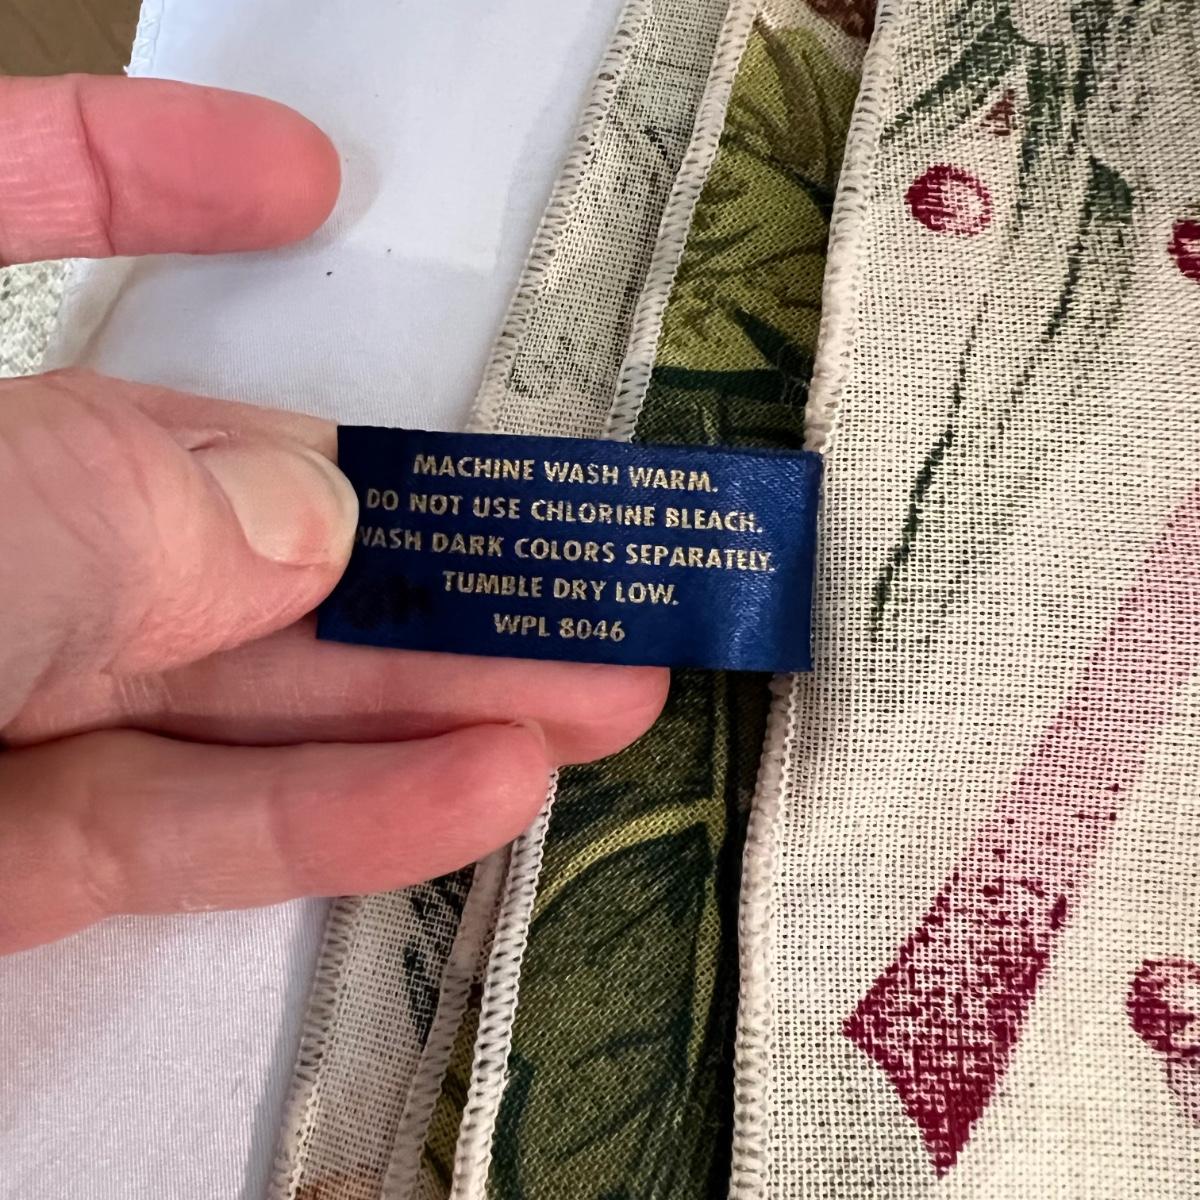 MACHINE WASH WARM.
DO NOT USE CHLORINE BLEACH.
WASH DARK COLORS SEPARATELY.
TUMBLE DRY LOW.
WPL 8046